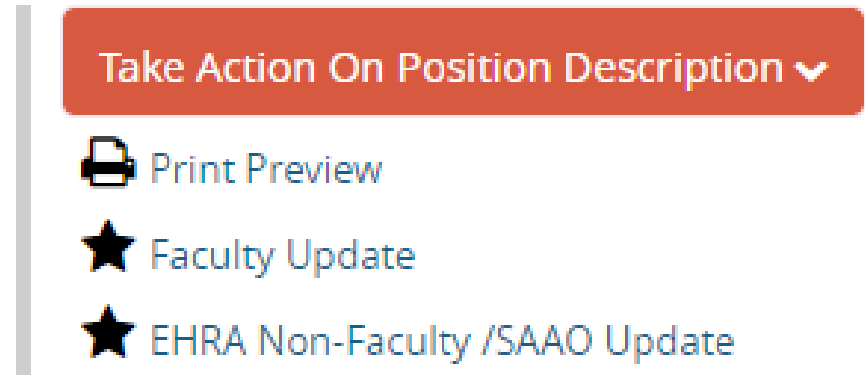 Take Action On Position Description
Print Preview
Faculty Update
EHRA Non-Faculty /SAAO Update